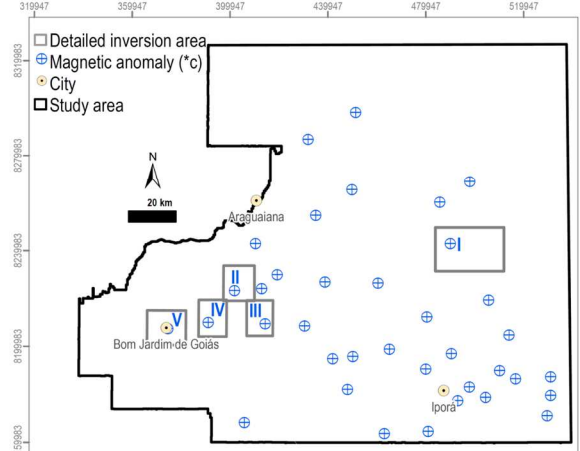 319947 359947 399947 439947 479947 519947
Detailed inversion area
Magnetic anomaly (*c)
City
Study area
8319983
8279983
N
20 km
Araguaiana
8239983
I
II
IV III
V
8199983
Bom Jardim de Goiás
Iporá
59983